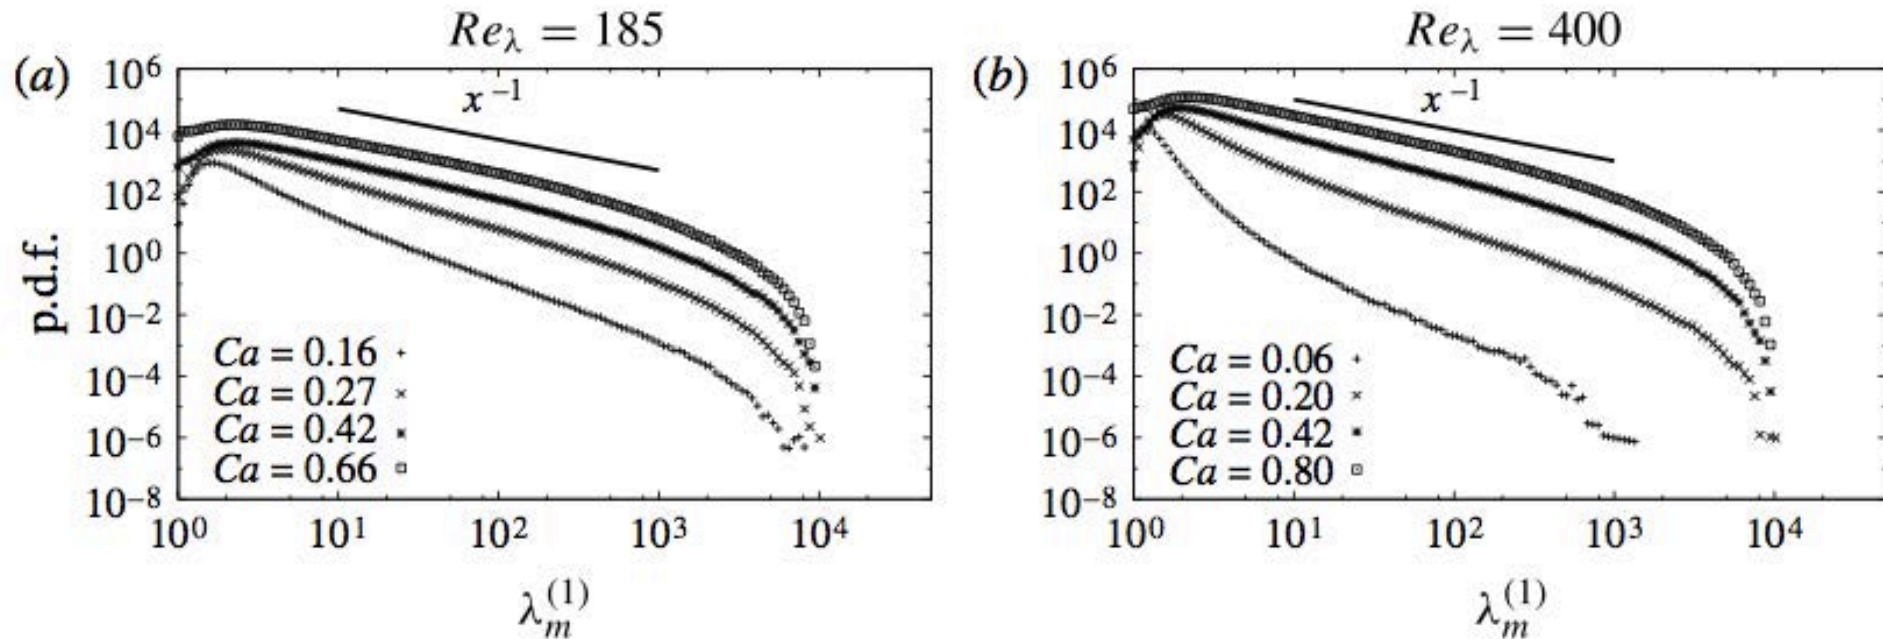 Re_λ = 185
(a)
p.d.f.
10^6
10^4
10^2
10^0
10^−2
10^−4
10^−6
10^−8
x^−1
Ca = 0.16
Ca = 0.27
Ca = 0.42
Ca = 0.66
10^0 10^1 10^2 10^3 10^4
λ_m^(1)
Re_λ = 400
(b)
10^6
10^4
10^2
10^0
10^−2
10^−4
10^−6
10^−8
x^−1
Ca = 0.06
Ca = 0.20
Ca = 0.42
Ca = 0.80
10^0 10^1 10^2 10^3 10^4
λ_m^(1)